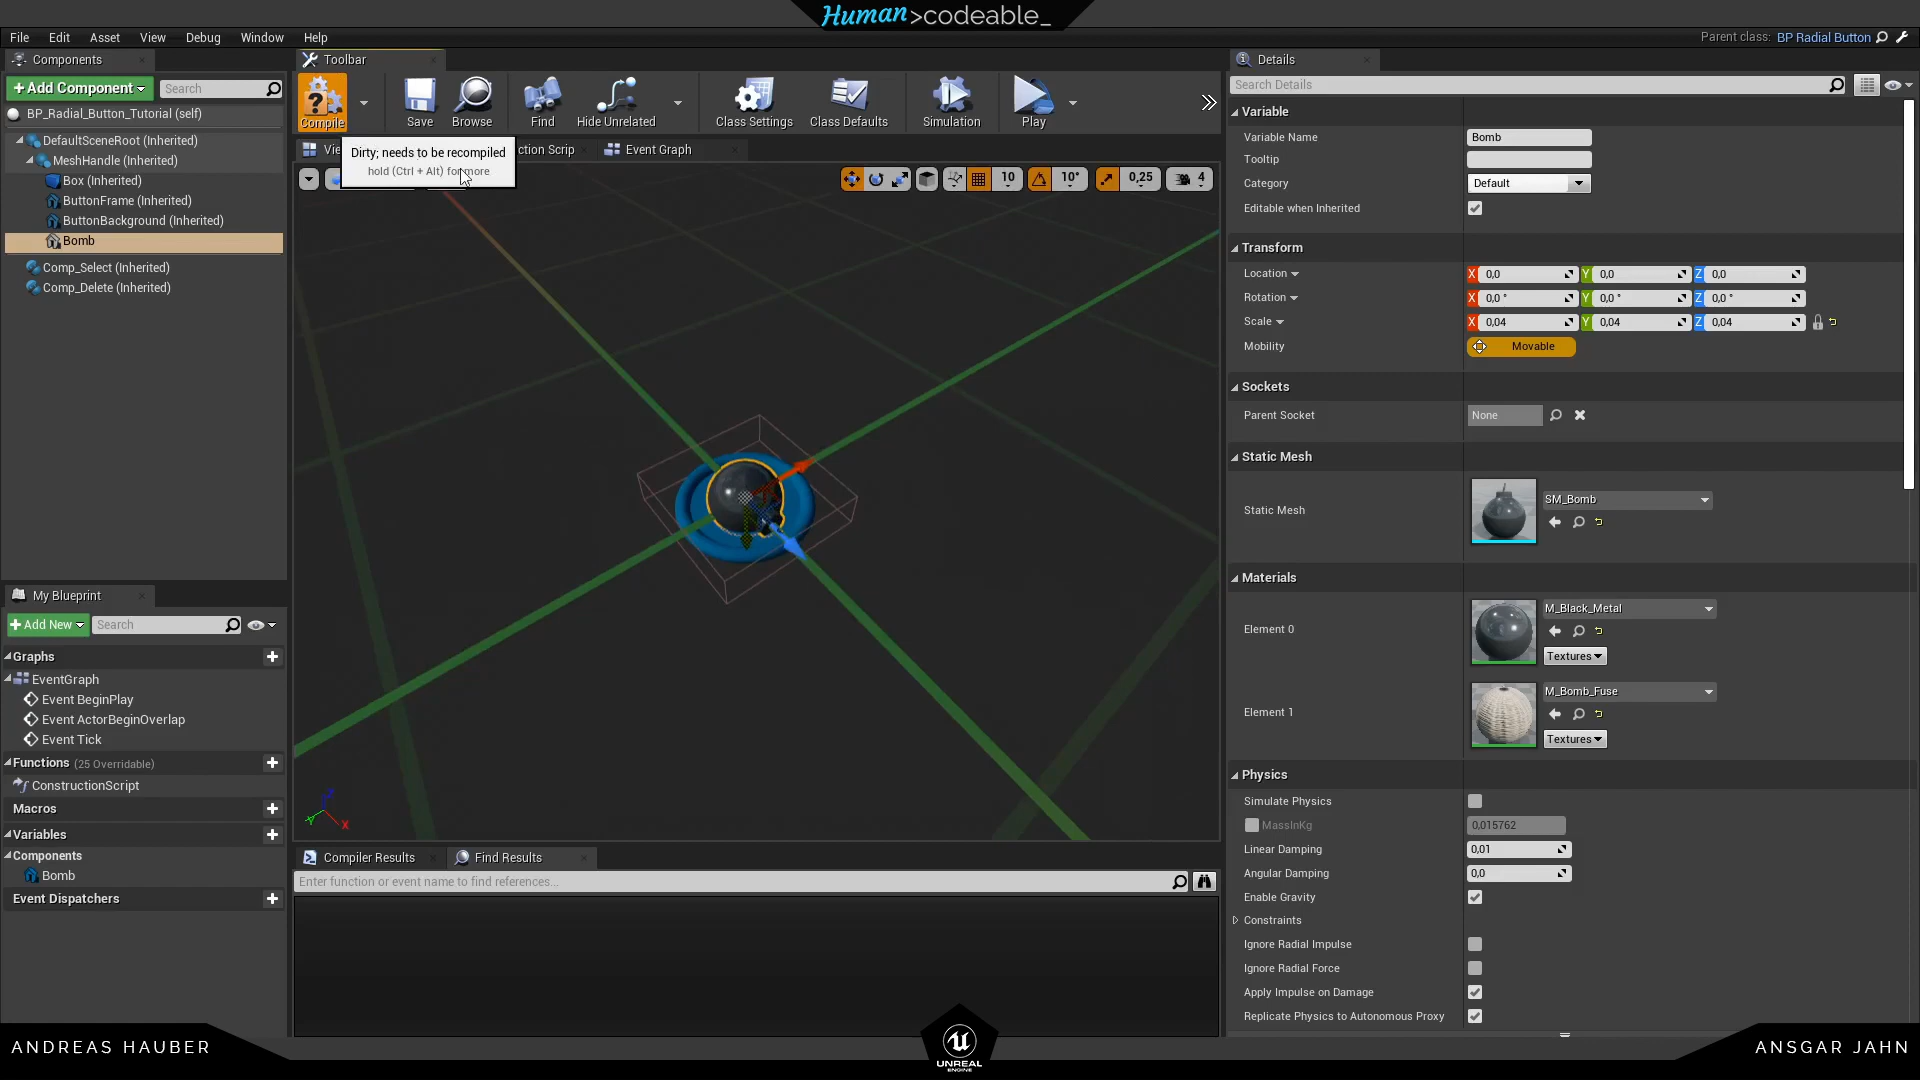 Human>codeable_
File Edit Asset View Debug Window Help
Parent class: BP Radial Button
Components
+Add Component
Search
BP_Radial_Button_Tutorial (self)
DefaultSceneRoot (Inherited)
MeshHandle (Inherited)
Box (Inherited)
ButtonFrame (Inherited)
ButtonBackground (Inherited)
Bomb
Comp_Select (Inherited)
Comp_Delete (Inherited)
My Blueprint
+Add New
Search
Graphs
EventGraph
Event BeginPlay
Event ActorBeginOverlap
Event Tick
Functions (25 Overridable)
ConstructionScript
Macros
Variables
Components
Bomb
Event Dispatchers
Toolbar
Compile
Save
Browse
Find
Hide Unrelated
Class Settings
Class Defaults
Simulation
Play
Vie
ction Scrip
Event Graph
Dirty; needs to be recompiled
hold (Ctrl + Alt) for more
10
10°
0,25
4
Z
Y
X
Compiler Results
Find Results
Enter function or event name to find references...
Details
Search Details
Variable
Variable Name Bomb
Tooltip
Category Default
Editable when Inherited
Transform
Location X 0,0 Y 0,0 Z 0,0
Rotation X 0,0 ° Y 0,0 ° Z 0,0 °
Scale X 0,04 Y 0,04 Z 0,04
Mobility Movable
Sockets
Parent Socket None
Static Mesh
Static Mesh SM_Bomb
Materials
Element 0 M_Black_Metal
Textures
Element 1 M_Bomb_Fuse
Textures
Physics
Simulate Physics
MassInKg 0,015762
Linear Damping 0,01
Angular Damping 0,0
Enable Gravity
Constraints
Ignore Radial Impulse
Ignore Radial Force
Apply Impulse on Damage
Replicate Physics to Autonomous Proxy
ANDREAS HAUBER
UNREAL
ENGINE
ANSGAR JAHN